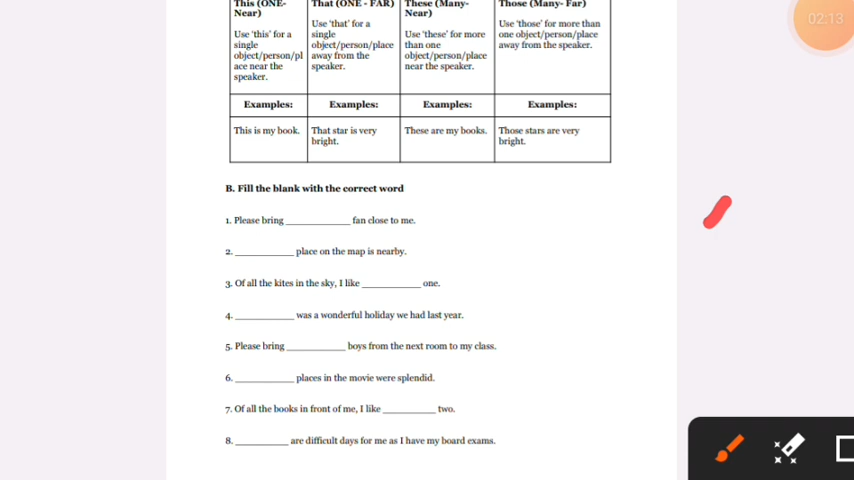 02:13
This (ONE-
Near)
That (ONE - FAR)
These (Many-
Near)
Those (Many- Far)
Use 'this' for a
single
object/person/pl
ace near the
speaker.
Use 'that' for a
single
object/person/place
away from the
speaker.
Use 'these' for more
than one
object/person/place
near the speaker.
Use 'those' for more than
one object/person/place
away from the speaker.
Examples:
Examples:
Examples:
Examples:
This is my book.
That star is very
bright.
These are my books.
Those stars are very
bright.
B. Fill the blank with the correct word
1. Please bring ____________ fan close to me.
2. ___________ place on the map is nearby.
3. Of all the kites in the sky, I like ___________ one.
4. ___________ was a wonderful holiday we had last year.
5. Please bring ___________ boys from the next room to my class.
6. ___________ places in the movie were splendid.
7. Of all the books in front of me, I like __________ two.
8. __________ are difficult days for me as I have my board exams.